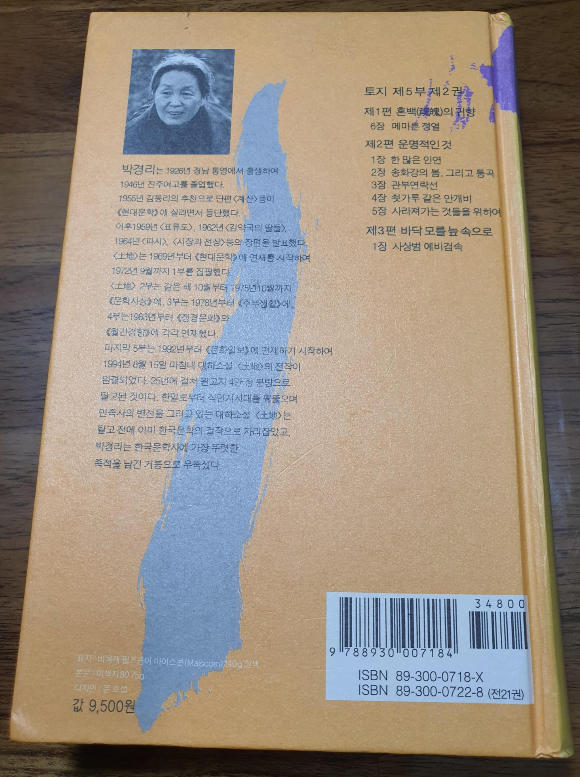 박경리는 1926년 경남 통영에서 출생하여
1946년 진주여고를 졸업했다.
1955년 김동리의 추천으로 단편 〈계산〉 등이
《현대문학》에 실리면서 등단했다.
이후 1959년 〈표류도〉, 1962년 〈김약국의 딸들〉,
1964년 〈파시〉, 〈시장과 전장〉 등의 장편을 발표했다.
〈土地〉는 1969년부터 《현대문학》에 연재를 시작하여
1972년 9월까지 1부를 집필했다.
〈土地〉 2부는 같은 해 10월부터 1975년 10월까지
《문학사상》에, 3부는 1978년부터 《주부생활》에,
4부는 1983년부터 《정경문화》와
《월간경향》에 각각 연재했다.
마지막 5부는 1992년부터 《문화일보》에 연재하기 시작하여
1994년 8월 15일 마침내 대하소설 〈土地〉의 전작이
완결되었다. 25년에 걸쳐 원고지 4만 장 분량으로
탈고된 것이다. 한말로부터 식민지시대를 꿰뚫으며
민족사의 변전을 그리고 있는 대하소설 〈土地〉는
탈고 전에 이미 한국문학의 걸작으로 자리잡았고,
박경리는 한국문학사에 가장 뚜렷한
족적을 남긴 거봉으로 우뚝섰다.
토지 제5부 제2권
제1편 혼백(魂魄)의 귀향
6장 메마른 정열
제2편 운명적인 것
1장 한 많은 인연
2장 송화강의 봄, 그리고 통곡
3장 관부연락선
4장 쇳가루 같은 안개비
5장 사라져가는 것들을 위하여
제3편 바닥 모를 늪 속으로
1장 사상범 예비검속
표지:
본문: 미색지 80.75g
디자인:
값 9,500원
34800
9 788930 007184
ISBN 89-300-0718-X
ISBN 89-300-0722-8 (전21권)